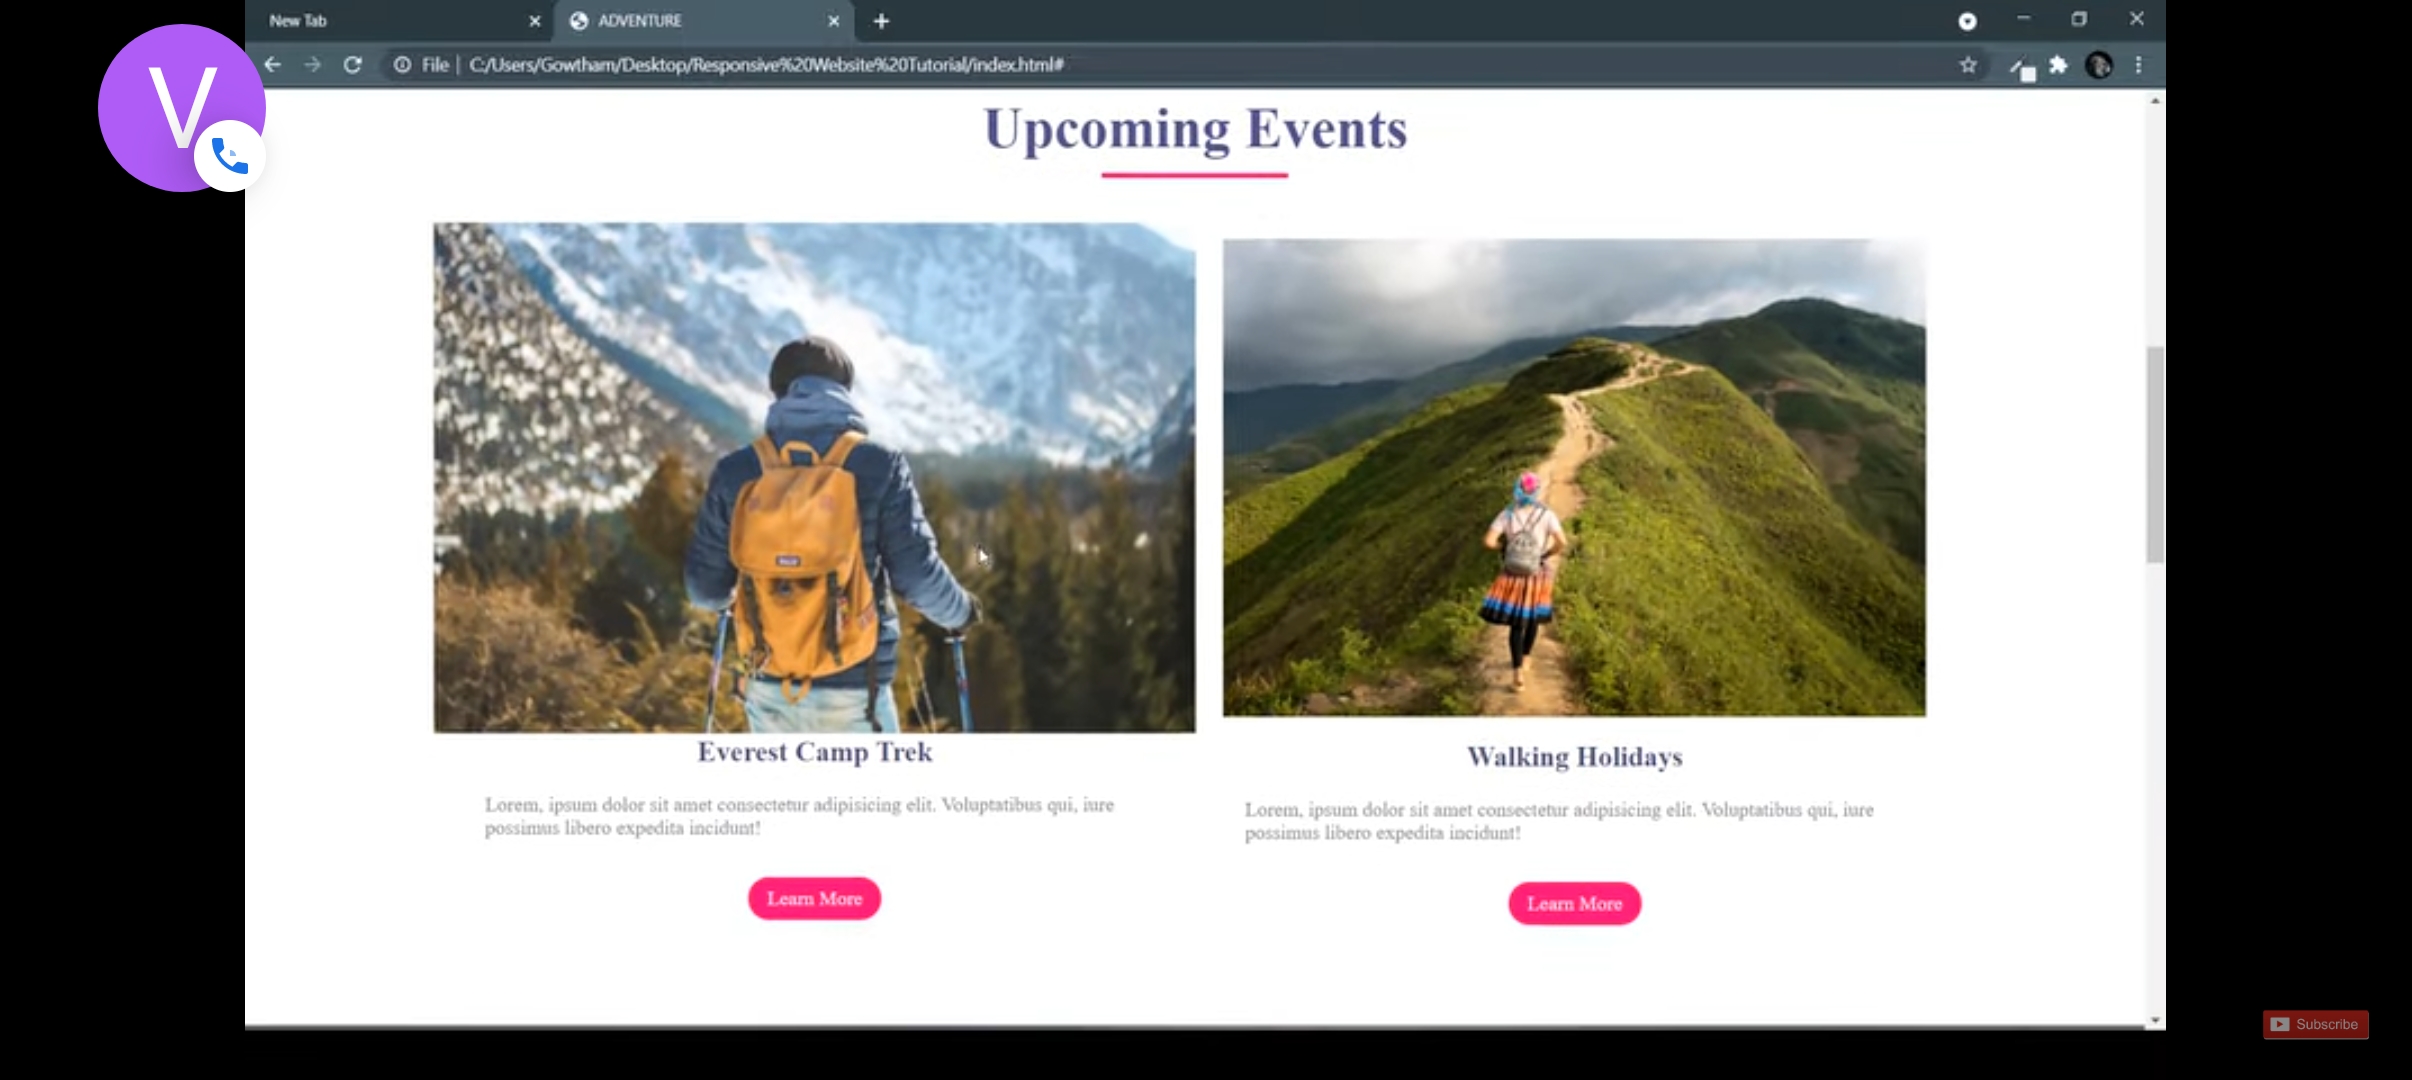 New Tab
ADVENTURE
File | C:/Users/Gowtham/Desktop/Responsive%20Website%20Tutorial/index.html#
V
Upcoming Events
Everest Camp Trek
Lorem, ipsum dolor sit amet consectetur adipisicing elit. Voluptatibus qui, iure
possimus libero expedita incidunt!
Learn More
Walking Holidays
Lorem, ipsum dolor sit amet consectetur adipisicing elit. Voluptatibus qui, iure
possimus libero expedita incidunt!
Learn More
Subscribe